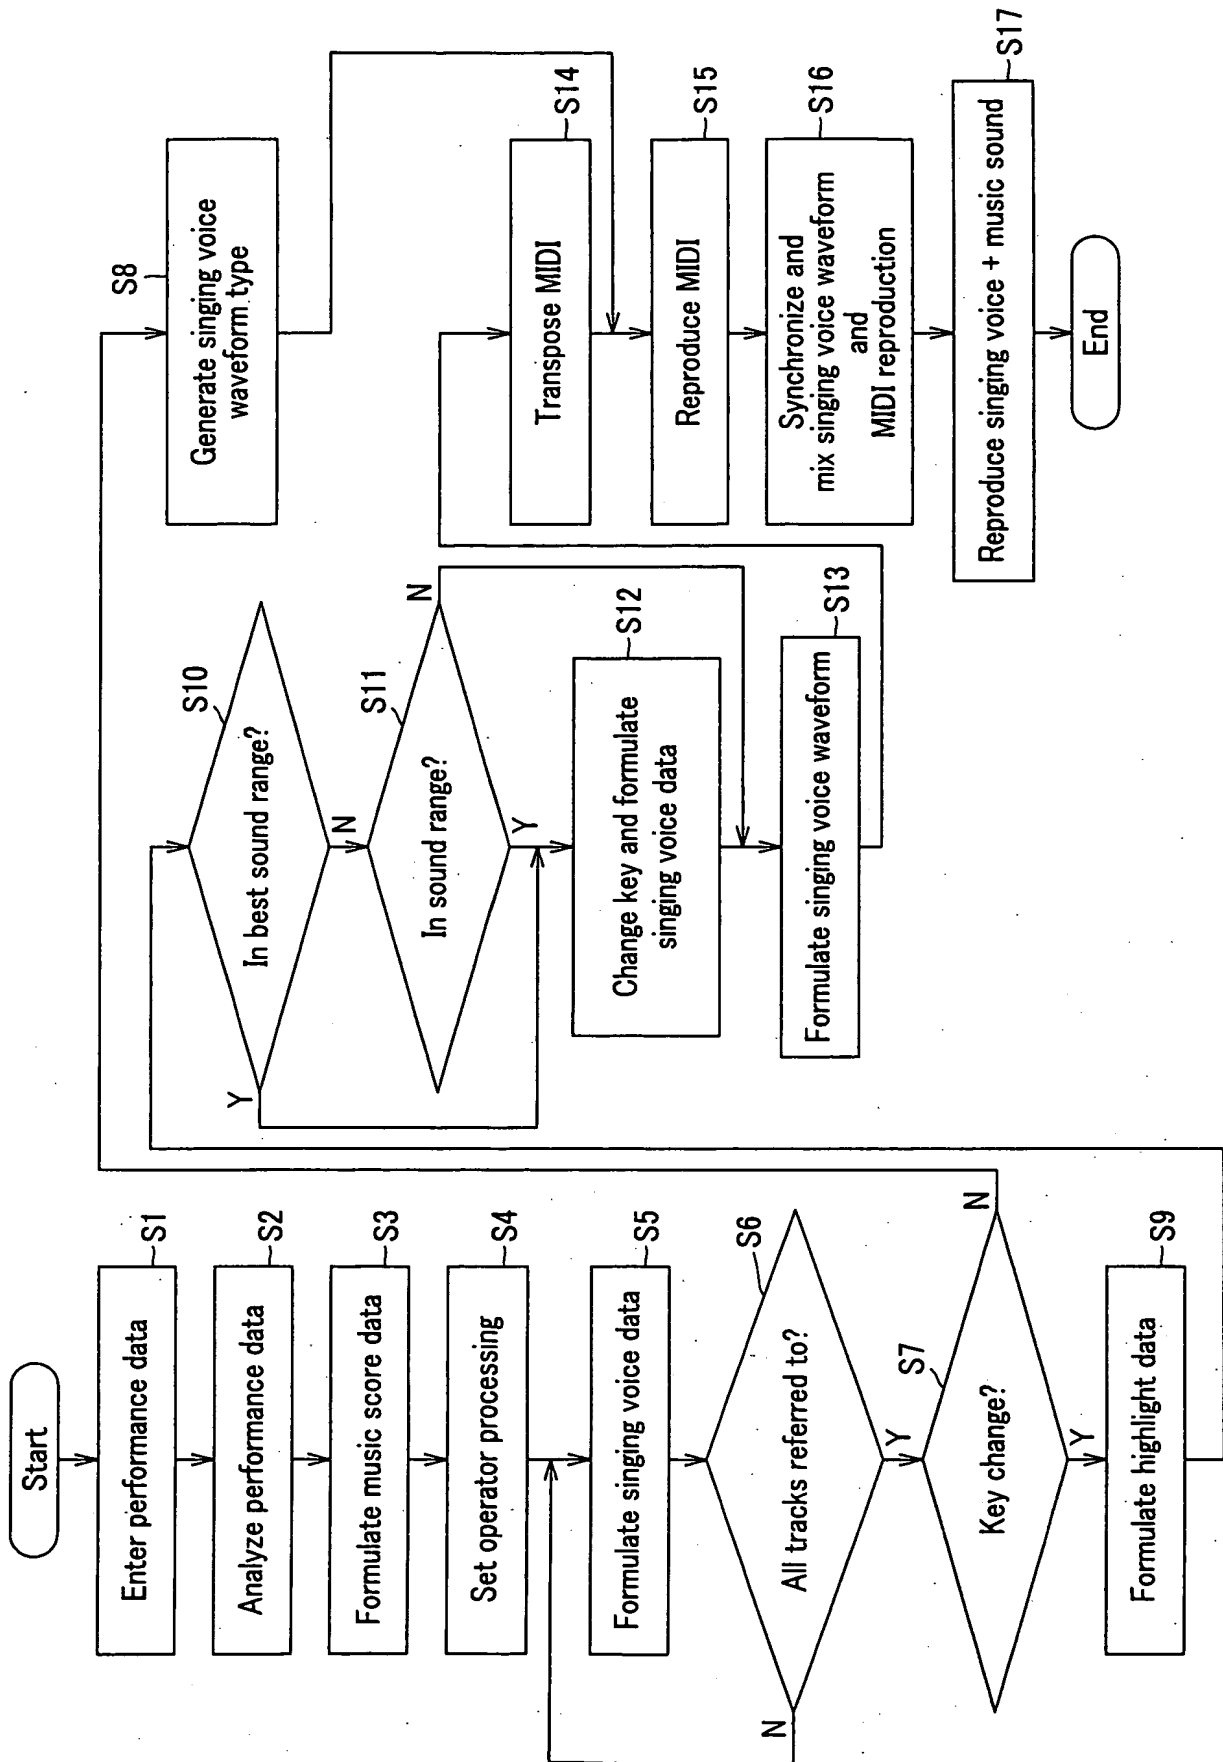 Start
Enter performance data
S1
Analyze performance data
S2
Formulate music score data
S3
Set operator processing
S4
Formulate singing voice data
S5
All tracks referred to?
S6
N
Y
Key change?
S7
N
Y
Formulate highlight data
S9
In best sound range?
S10
Y
N
In sound range?
S11
N
Y
Change key and formulate
singing voice data
S12
Formulate singing voice waveform
S13
Generate singing voice
waveform type
S8
Transpose MIDI
S14
Reproduce MIDI
S15
Synchronize and
mix singing voice waveform
and
MIDI reproduction
S16
Reproduce singing voice + music sound
S17
End